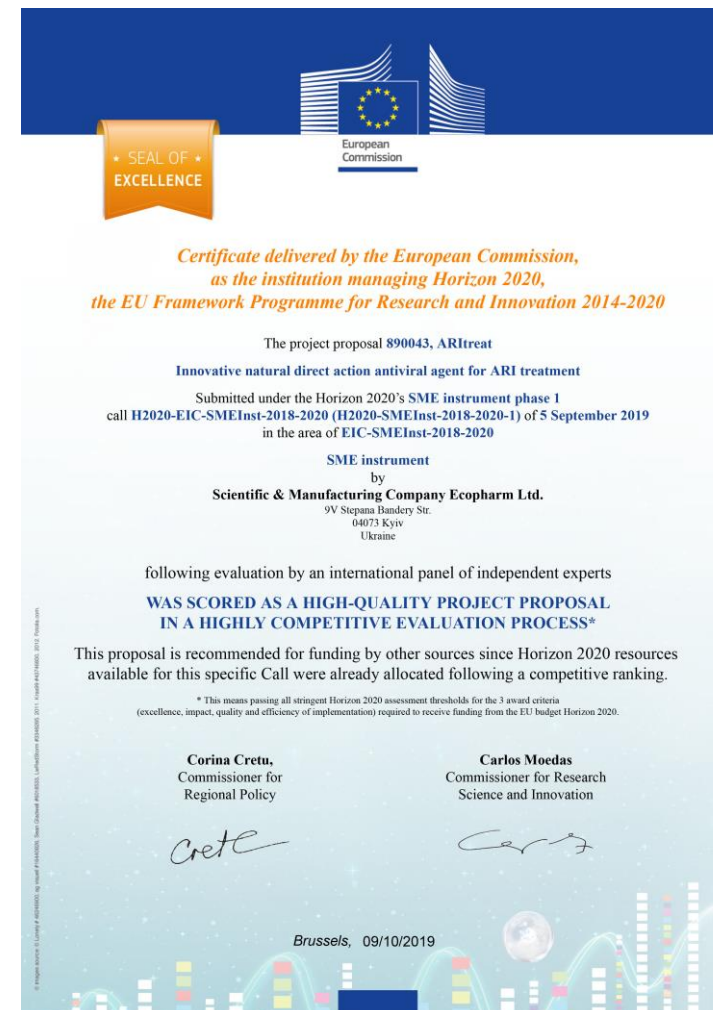 European
Commission
* SEAL OF *
EXCELLENCE
Certificate delivered by the European Commission,
as the institution managing Horizon 2020,
the EU Framework Programme for Research and Innovation 2014-2020
The project proposal 890043, ARItreat
Innovative natural direct action antiviral agent for ARI treatment
Submitted under the Horizon 2020's SME instrument phase 1
call H2020-EIC-SMEInst-2018-2020 (H2020-SMEInst-2018-2020-1) of 5 September 2019
in the area of EIC-SMEInst-2018-2020
SME instrument
by
Scientific & Manufacturing Company Ecopharm Ltd.
9V Stepana Bandery Str.
04073 Kyiv
Ukraine
following evaluation by an international panel of independent experts
WAS SCORED AS A HIGH-QUALITY PROJECT PROPOSAL
IN A HIGHLY COMPETITIVE EVALUATION PROCESS*
This proposal is recommended for funding by other sources since Horizon 2020 resources
available for this specific Call were already allocated following a competitive ranking.
* This means passing all stringent Horizon 2020 assessment thresholds for the 3 award criteria
(excellence, impact, quality and efficiency of implementation) required to receive funding from the EU budget Horizon 2020.
Corina Cretu,
Commissioner for
Regional Policy
Carlos Moedas
Commissioner for Research
Science and Innovation
Brussels, 09/10/2019